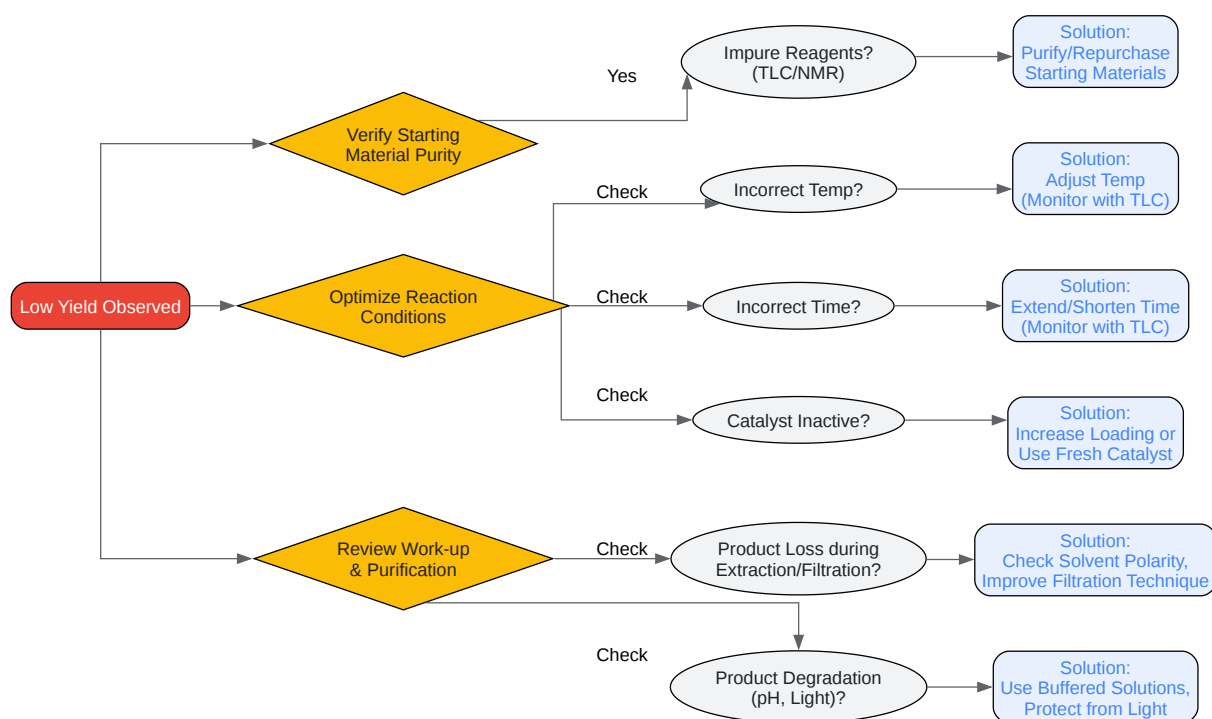 Low Yield Observed
Verify Starting
Material Purity
Yes
Impure Reagents?
(TLC/NMR)
Solution:
Purify/Repurchase
Starting Materials
Optimize Reaction
Conditions
Check
Incorrect Temp?
Solution:
Adjust Temp
(Monitor with TLC)
Check
Incorrect Time?
Solution:
Extend/Shorten Time
(Monitor with TLC)
Check
Catalyst Inactive?
Solution:
Increase Loading or
Use Fresh Catalyst
Review Work-up
& Purification
Check
Product Loss during
Extraction/Filtration?
Solution:
Check Solvent Polarity,
Improve Filtration Technique
Check
Product Degradation
(pH, Light)?
Solution:
Use Buffered Solutions,
Protect from Light